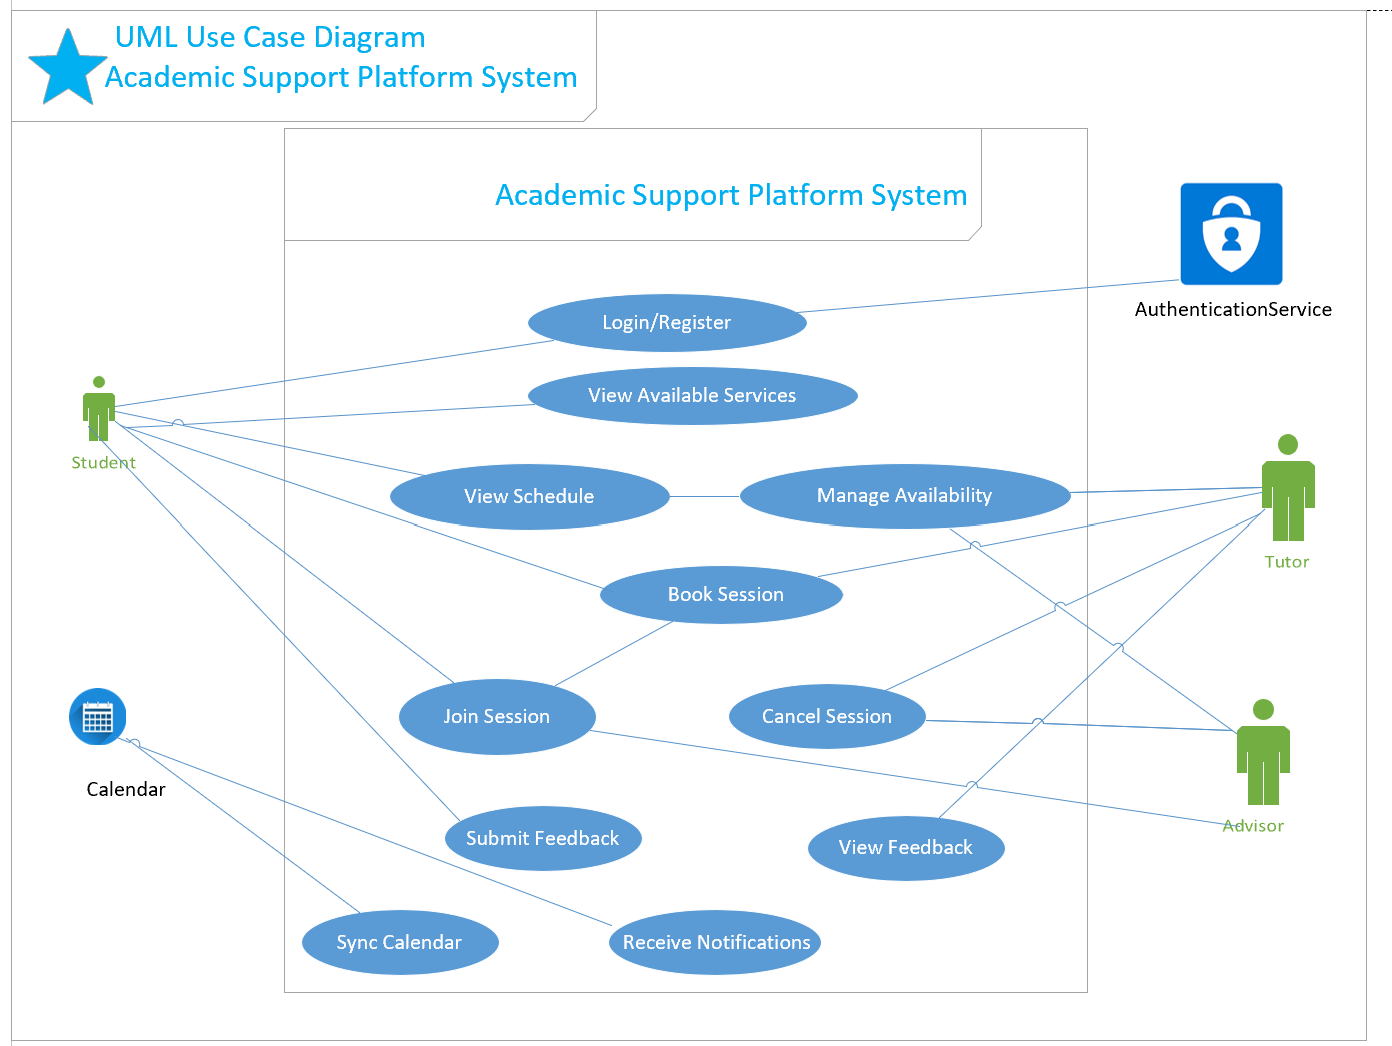 UML Use Case Diagram
Academic Support Platform System
Academic Support Platform System
AuthenticationService
Login/Register
View Available Services
Student
View Schedule
Manage Availability
Tutor
Book Session
Join Session
Cancel Session
Calendar
Advisor
Submit Feedback
View Feedback
Sync Calendar
Receive Notifications